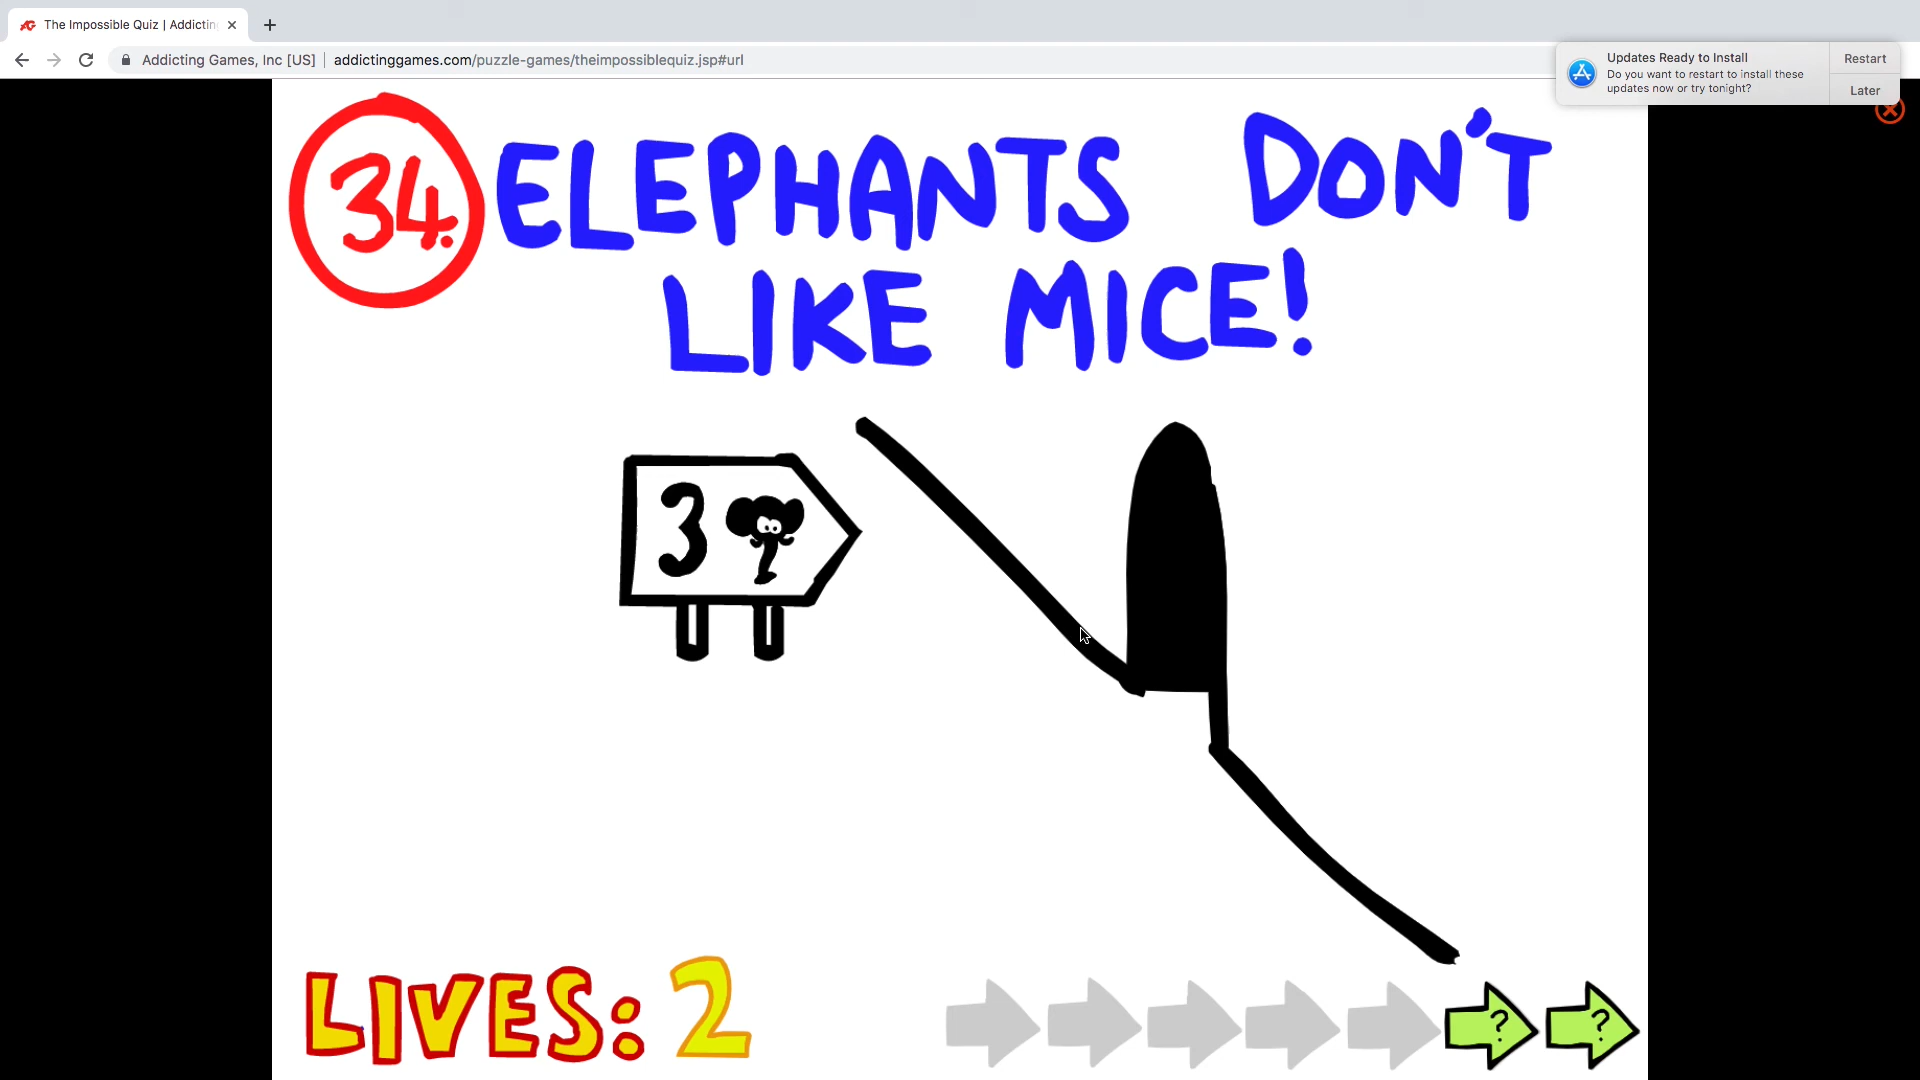 The Impossible Quiz | Addictin
Addicting Games, Inc [US] | addictinggames.com/puzzle-games/theimpossiblequiz.jsp#url
Updates Ready to Install
Do you want to restart to install these
updates now or try tonight?
Restart
Later
34. ELEPHANTS DON'T
LIKE MICE!
3
LIVES: 2
? ?